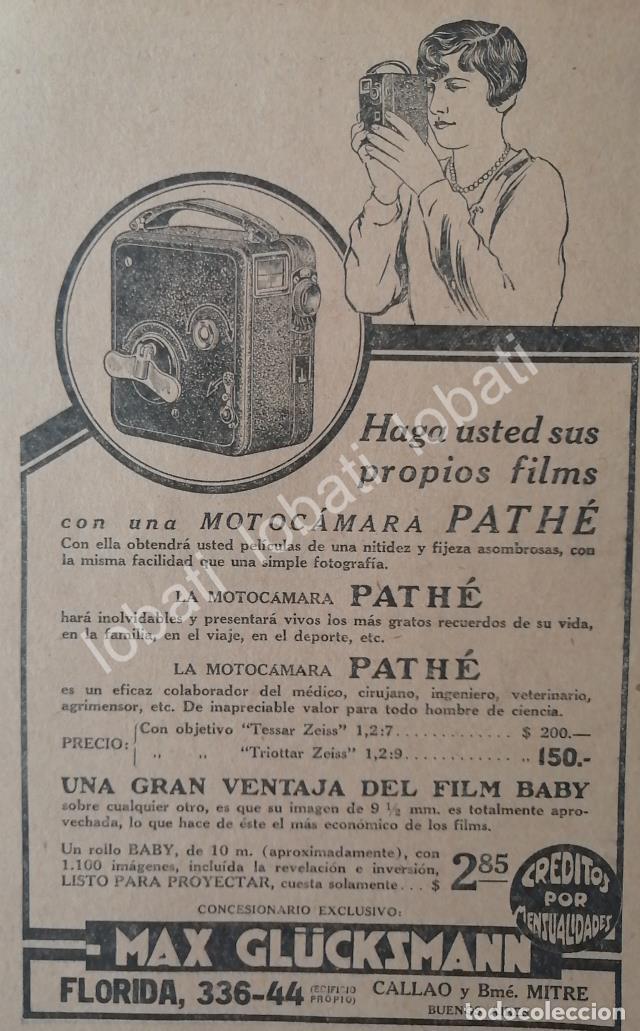 Haga usted sus
propios films
con una MOTOCÁMARA PATHÉ
Con ella obtendrá usted películas de una nitidez y fijeza asombrosas, con
la misma facilidad que una simple fotografía.
LA MOTOCÁMARA PATHÉ
hará inolvidables y presentará vivos los más gratos recuerdos de su vida,
en la familia, en el viaje, en el deporte, etc.
LA MOTOCÁMARA PATHÉ
es un eficaz colaborador del médico, cirujano, ingeniero, veterinario,
agrimensor, etc. De inapreciable valor para todo hombre de ciencia.
PRECIO: Con objetivo "Tessar Zeiss" 1,2:7............ $ 200.—
„ „ "Triottar Zeiss" 1,2:9............ „ 150.-
UNA GRAN VENTAJA DEL FILM BABY
sobre cualquier otro, es que su imagen de 9 ½ mm. es totalmente apro-
vechada, lo que hace de éste el más económico de los films.
Un rollo BABY, de 10 m. (aproximadamente), con
1.100 imágenes, incluída la revelación e inversión,
LISTO PARA PROYECTAR, cuesta solamente... $ 2.85
CREDITOS
POR
MENSUALIDADES
CONCESIONARIO EXCLUSIVO:
MAX GLÜCKSMANN
FLORIDA, 336-44 (EDIFICIO PROPIO) CALLAO y Bmé. MITRE
BUENOS AIRES
lobati lobati lobati
todocoleccion.net